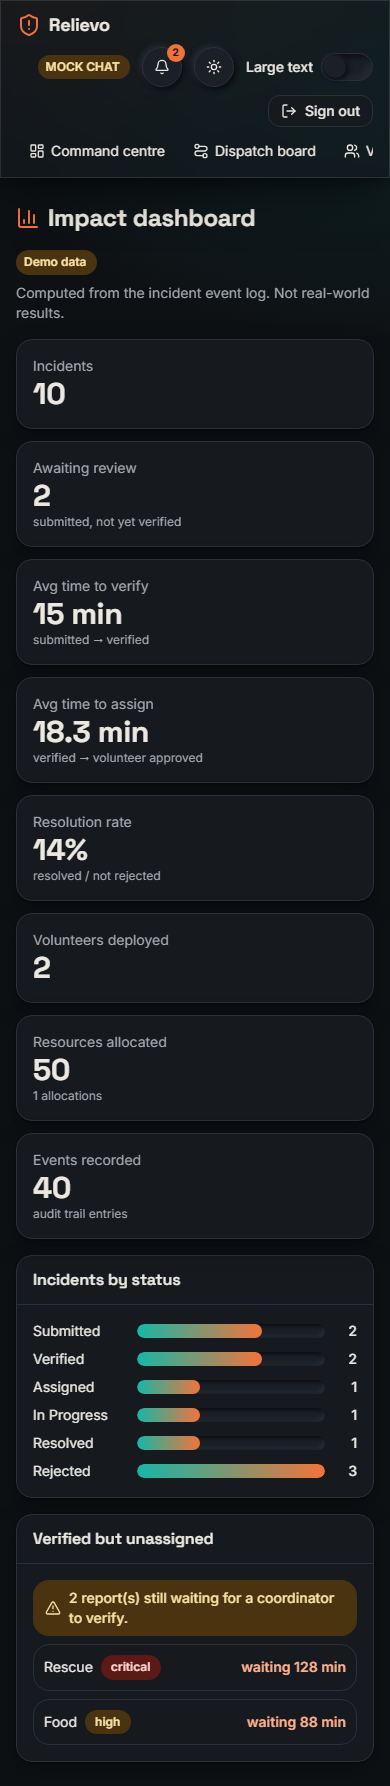 Relievo
MOCK CHAT
2
Large text
Sign out
Command centre
Dispatch board
Impact dashboard
Demo data
Computed from the incident event log. Not real-world
results.
Incidents
10
Awaiting review
2
submitted, not yet verified
Avg time to verify
15 min
submitted → verified
Avg time to assign
18.3 min
verified → volunteer approved
Resolution rate
14%
resolved / not rejected
Volunteers deployed
2
Resources allocated
50
1 allocations
Events recorded
40
audit trail entries
Incidents by status
Submitted 2
Verified 2
Assigned 1
In Progress 1
Resolved 1
Rejected 3
Verified but unassigned
2 report(s) still waiting for a coordinator
to verify.
Rescue critical waiting 128 min
Food high waiting 88 min